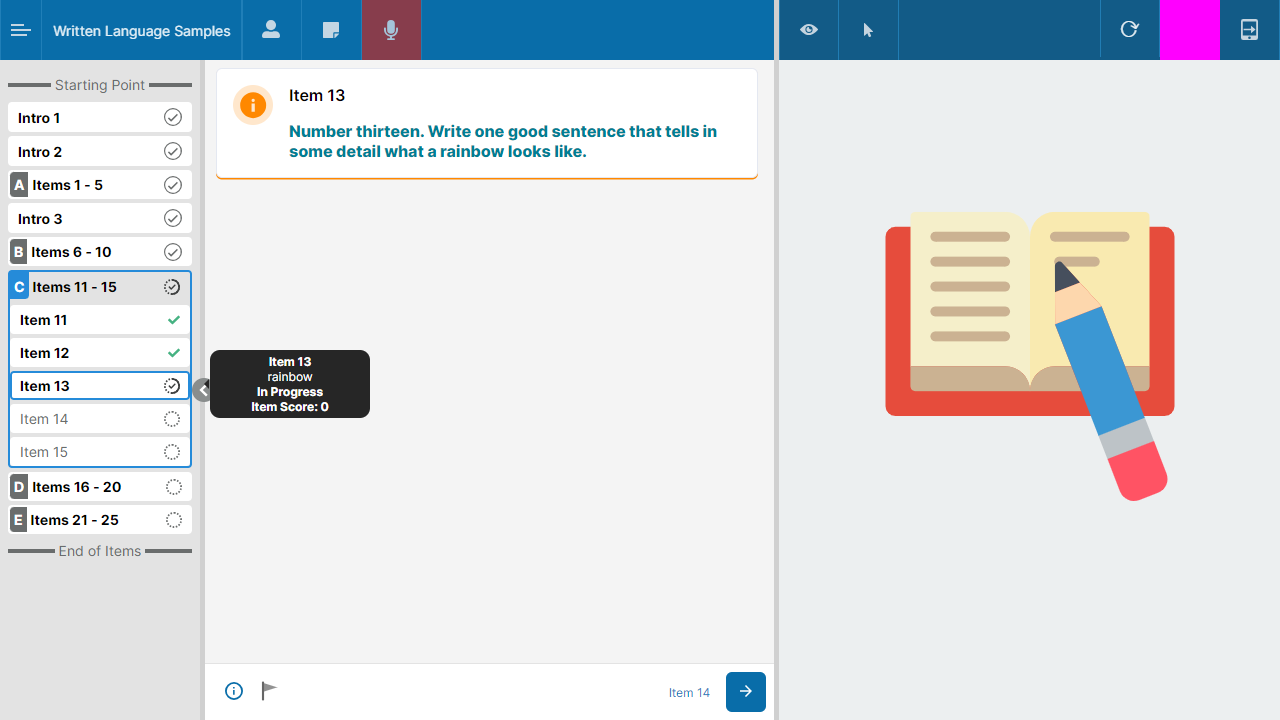 Written Language Samples
Starting Point
Intro 1
Intro 2
A Items 1 - 5
Intro 3
B Items 6 - 10
C Items 11 - 15
Item 11
Item 12
Item 13
Item 14
Item 15
D Items 16 - 20
E Items 21 - 25
End of Items
Item 13
Number thirteen. Write one good sentence that tells in
some detail what a rainbow looks like.
Item 13
rainbow
In Progress
Item Score: 0
Item 14